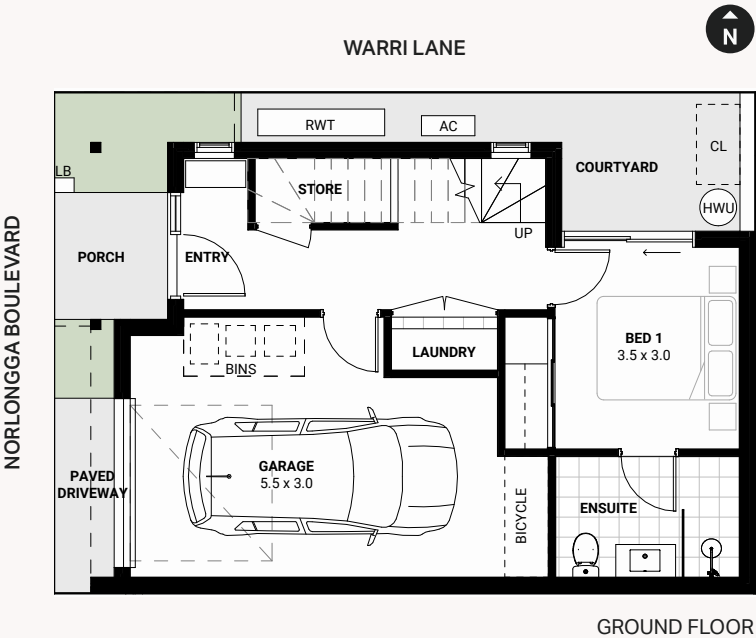 N
WARRI LANE
RWT
AC
CL
COURTYARD
LB
STORE
HWU
UP
PORCH
ENTRY
NORLONGGA BOULEVARD
BED 1
3.5 x 3.0
LAUNDRY
BINS
GARAGE
5.5 x 3.0
PAVED
DRIVEWAY
BICYCLE
ENSUITE
GROUND FLOOR